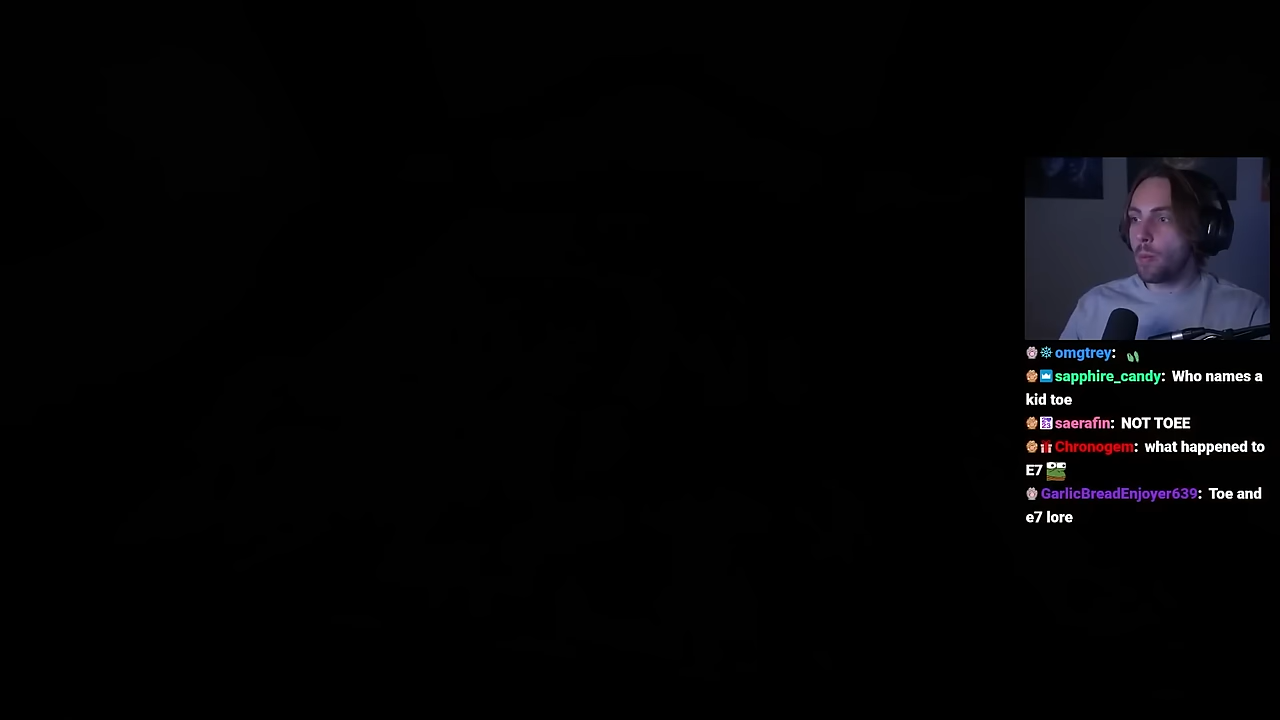 omgtrey:
sapphire_candy: Who names a
kid toe
saerafin: NOT TOEE
Chronogem: what happened to
E7
GarlicBreadEnjoyer639: Toe and
e7 lore